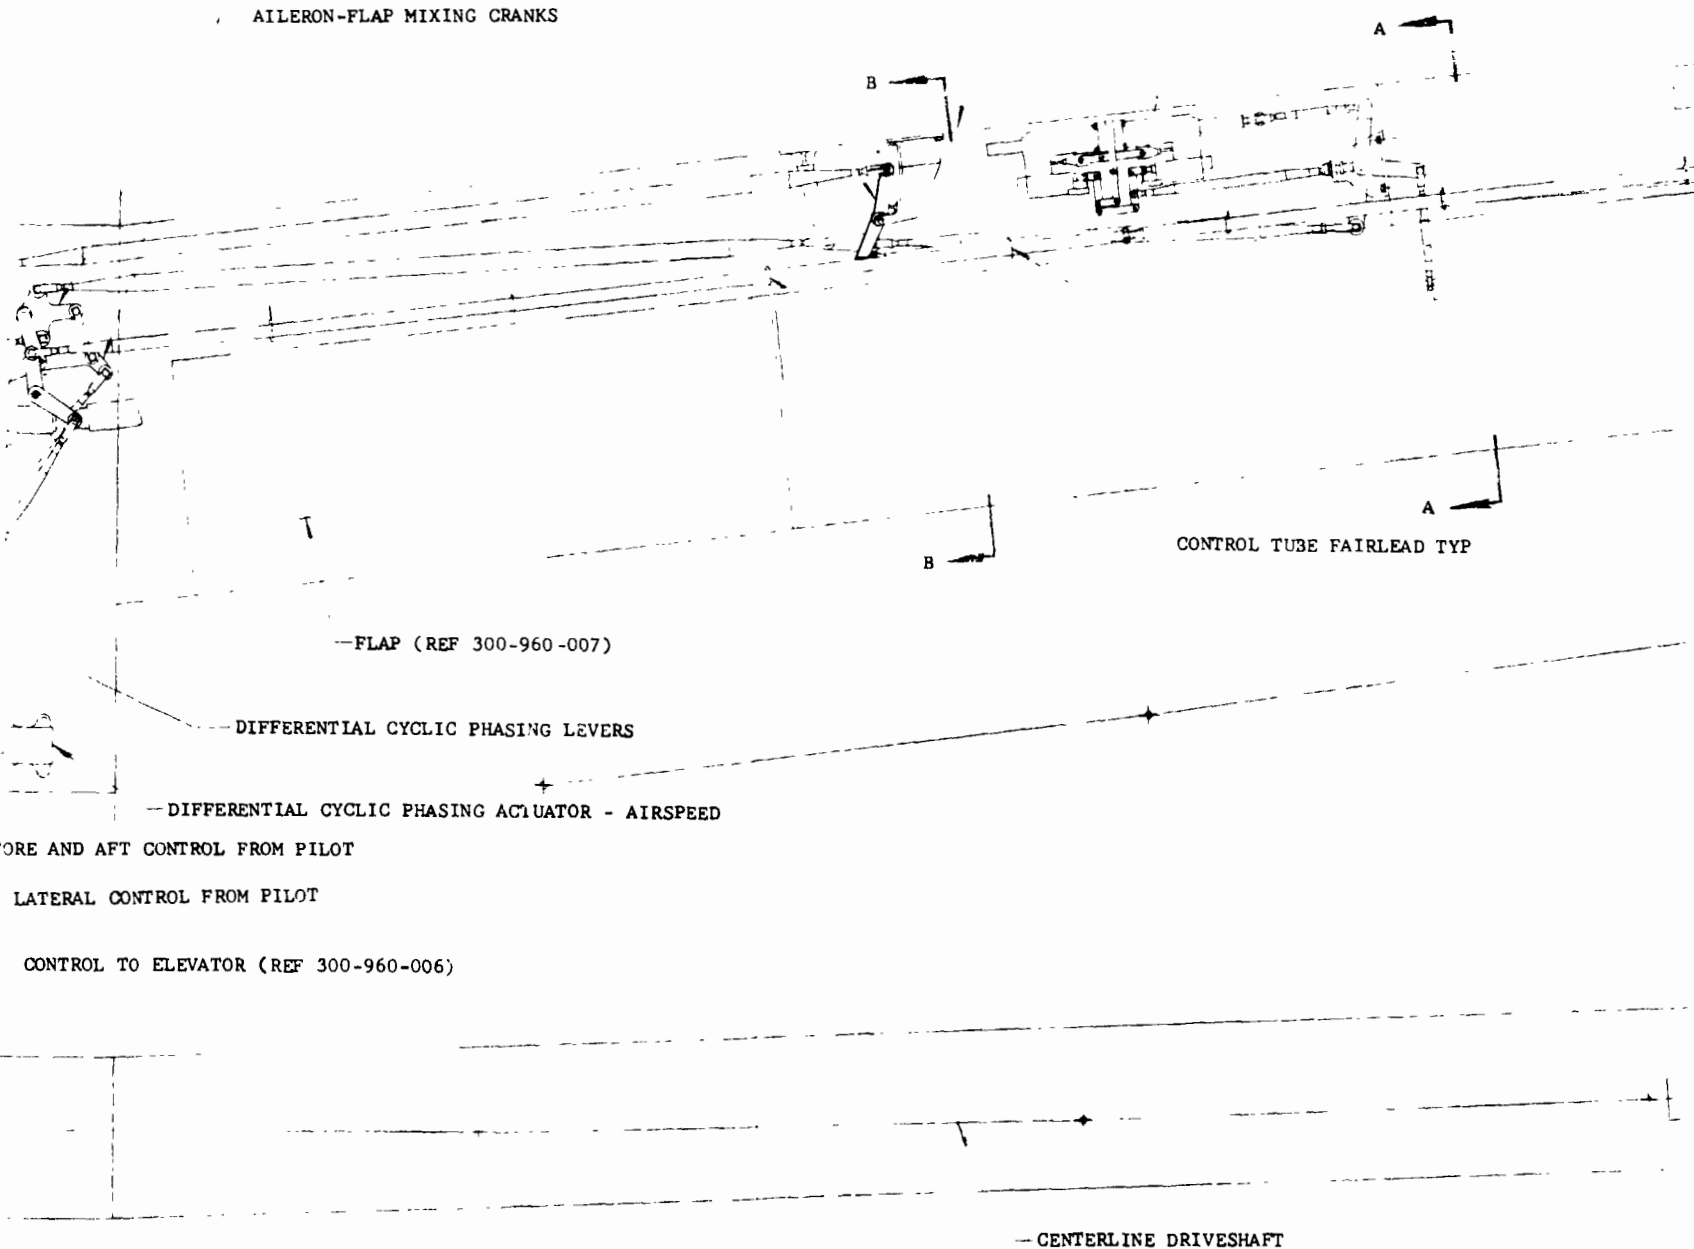 AILERON-FLAP MIXING CRANKS
A
B
A
B
CONTROL TUBE FAIRLEAD TYP
FLAP (REF 300-960-007)
DIFFERENTIAL CYCLIC PHASING LEVERS
DIFFERENTIAL CYCLIC PHASING ACTUATOR - AIRSPEED
ORE AND AFT CONTROL FROM PILOT
LATERAL CONTROL FROM PILOT
CONTROL TO ELEVATOR (REF 300-960-006)
CENTERLINE DRIVESHAFT